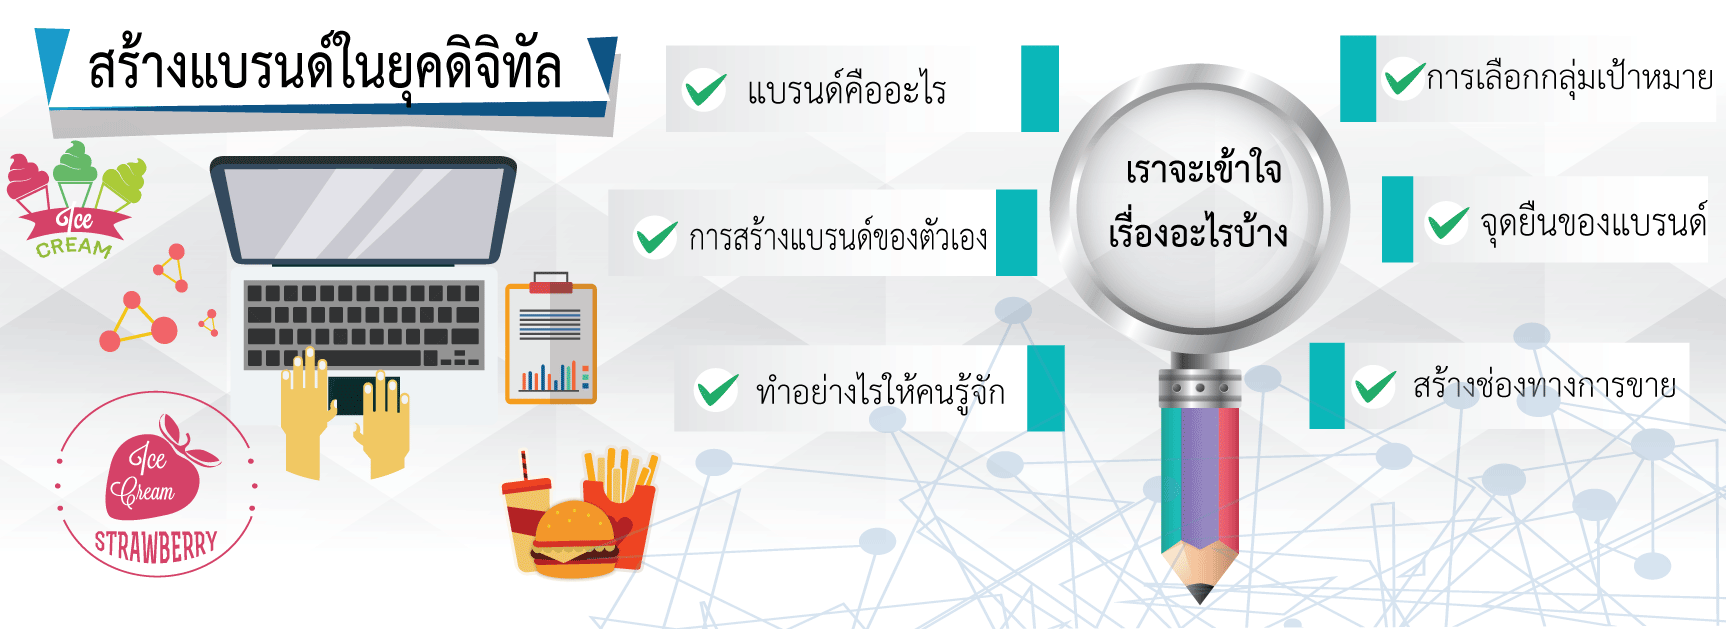 สร้างแบรนด์ในยุคดิจิทัล
Ice
CREAM
Ice
Cream
STRAWBERRY
แบรนด์คืออะไร
การสร้างแบรนด์ของตัวเอง
ทำอย่างไรให้คนรู้จัก
เราจะเข้าใจ
เรื่องอะไรบ้าง
การเลือกกลุ่มเป้าหมาย
จุดยืนของแบรนด์
สร้างช่องทางการขาย